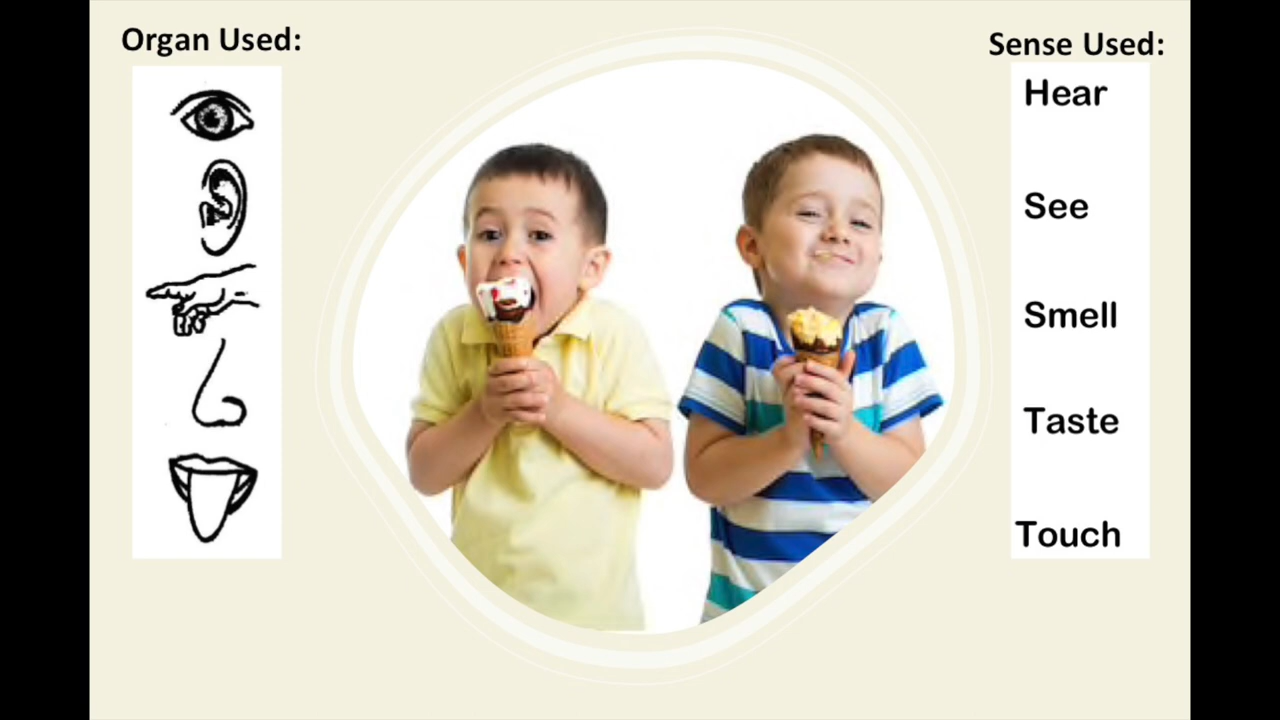 Organ Used:
Sense Used:
Hear
See
Smell
Taste
Touch